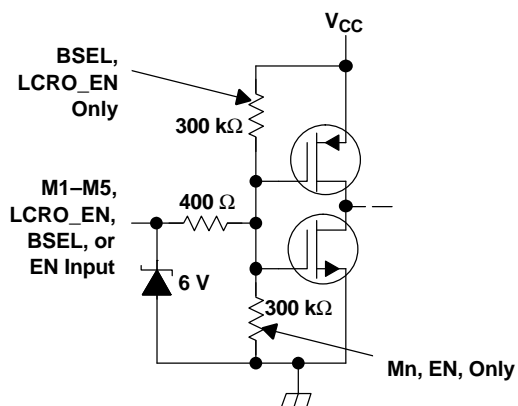 V_CC
BSEL,
LCRO_EN
Only
300 kΩ
M1–M5,
LCRO_EN,
BSEL, or
EN Input
400 Ω
6 V
300 kΩ
Mn, EN, Only